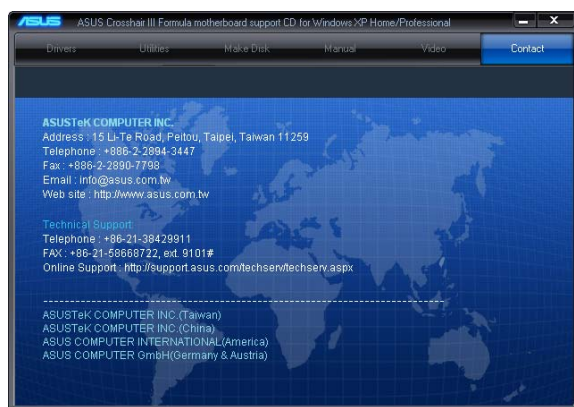 ASUS ASUS Crosshair III Formula motherboard support CD for Windows XP Home/Professional
Drivers Utilities Make Disk Manual Video Contact
ASUSTeK COMPUTER INC.
Address : 15 Li-Te Road, Peitou, Taipei, Taiwan 11259
Telephone : +886-2-2894-3447
Fax : +886-2-2890-7798
Email : info@asus.com.tw
Web site : http://www.asus.com.tw
Technical Support
Telephone : +86-21-38429911
FAX : +86-21-58668722, ext. 9101#
Online Support : http://support.asus.com/techserv/techserv.aspx
ASUSTeK COMPUTER INC.(Taiwan)
ASUSTeK COMPUTER INC.(China)
ASUS COMPUTER INTERNATIONAL(America)
ASUS COMPUTER GmbH(Germany & Austria)